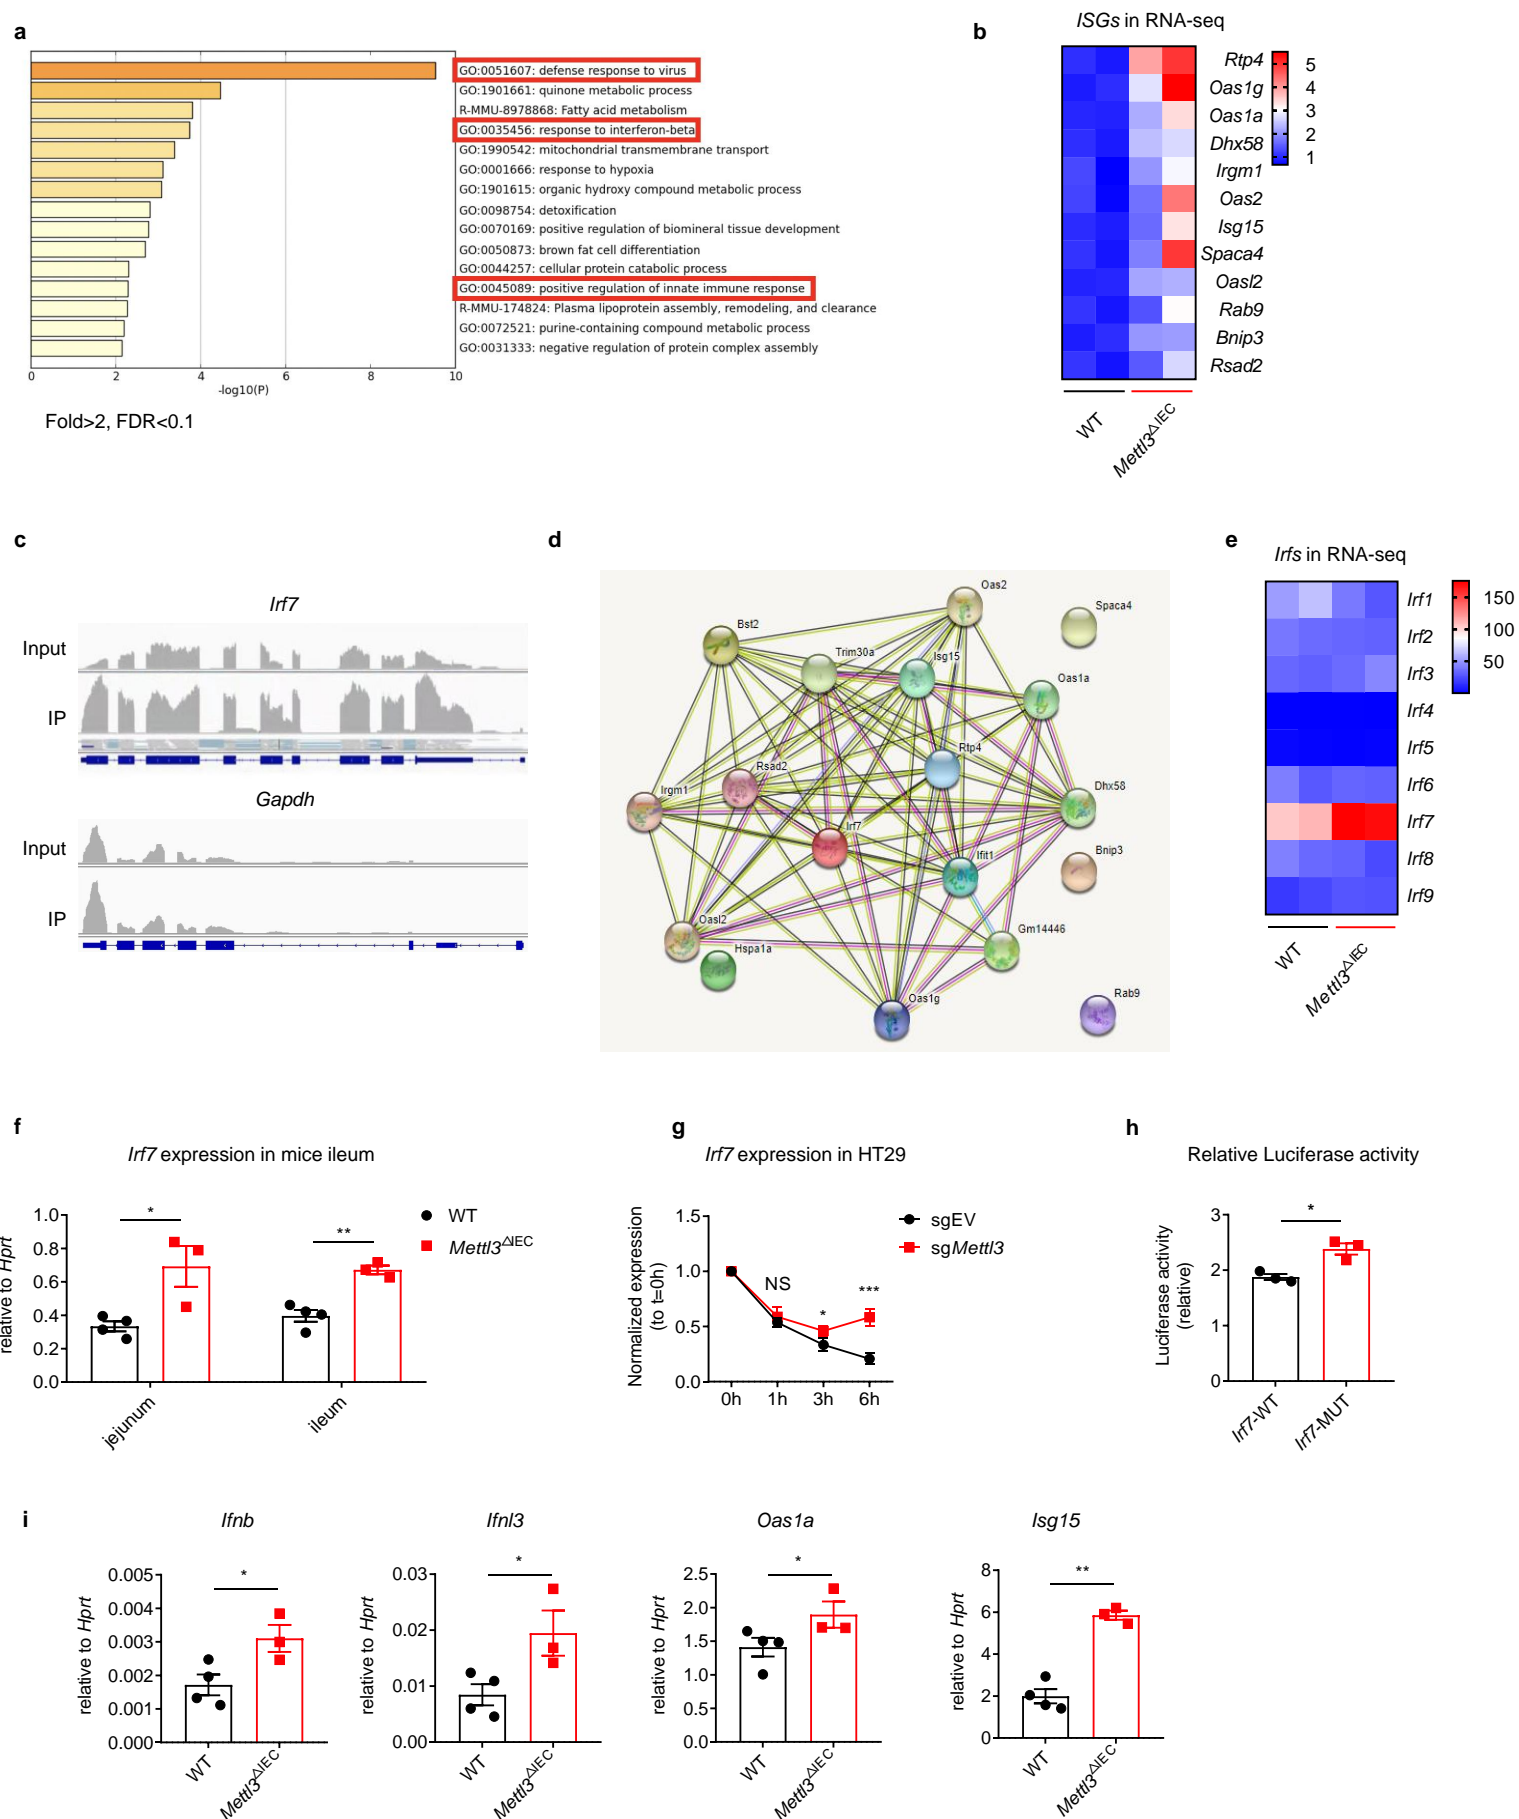 a
GO:0051607: defense response to virus
GO:1901661: quinone metabolic process
R-MMU-8978868: Fatty acid metabolism
GO:0035456: response to interferon-beta
GO:1990542: mitochondrial transmembrane transport
GO:0001666: response to hypoxia
GO:1901615: organic hydroxy compound metabolic process
GO:0098754: detoxification
GO:0070169: positive regulation of biomineral tissue development
GO:0050873: brown fat cell differentiation
GO:0044257: cellular protein catabolic process
GO:0045089: positive regulation of innate immune response
R-MMU-174824: Plasma lipoprotein assembly, remodeling, and clearance
GO:0072521: purine-containing compound metabolic process
GO:0031333: negative regulation of protein complex assembly
0 2 4 6 8 10
-log10(P)
Fold>2, FDR<0.1
b
ISGs in RNA-seq
Rtp4
Oas1g
Oas1a
Dhx58
Irgm1
Oas2
Isg15
Spaca4
Oasl2
Rab9
Bnip3
Rsad2
5
4
3
2
1
WT
Mettl3ΔIEC
c
Irf7
Input
IP
Gapdh
Input
IP
d
Oas2
Spaca4
Bst2
Trim30a
Isg15
Oas1a
Rtp4
Rsad2
Irgm1
Dhx58
Irf7
Bnip3
Ifit1
Oasl2
Gm14446
Hspa1a
Oas1g
Rab9
e
Irfs in RNA-seq
Irf1
Irf2
Irf3
Irf4
Irf5
Irf6
Irf7
Irf8
Irf9
150
100
50
WT
Mettl3ΔIEC
f
Irf7 expression in mice ileum
relative to Hprt
1.0
0.8
0.6
0.4
0.2
0.0
*
**
jejunum
ileum
WT
Mettl3ΔIEC
g
Irf7 expression in HT29
Normalized expression
(to t=0h)
1.5
1.0
0.5
0.0
NS
*
***
0h 1h 3h 6h
sgEV
sgMettl3
h
Relative Luciferase activity
Luciferase activity
(relative)
3
2
1
0
*
Irf7-WT
Irf7-MUT
i
Ifnb
relative to Hprt
0.005
0.004
0.003
0.002
0.001
0.000
*
WT
Mettl3ΔIEC
Ifnl3
relative to Hprt
0.03
0.02
0.01
0.00
*
WT
Mettl3ΔIEC
Oas1a
relative to Hprt
2.5
2.0
1.5
1.0
0.5
0.0
*
WT
Mettl3ΔIEC
Isg15
relative to Hprt
8
6
4
2
0
**
WT
Mettl3ΔIEC